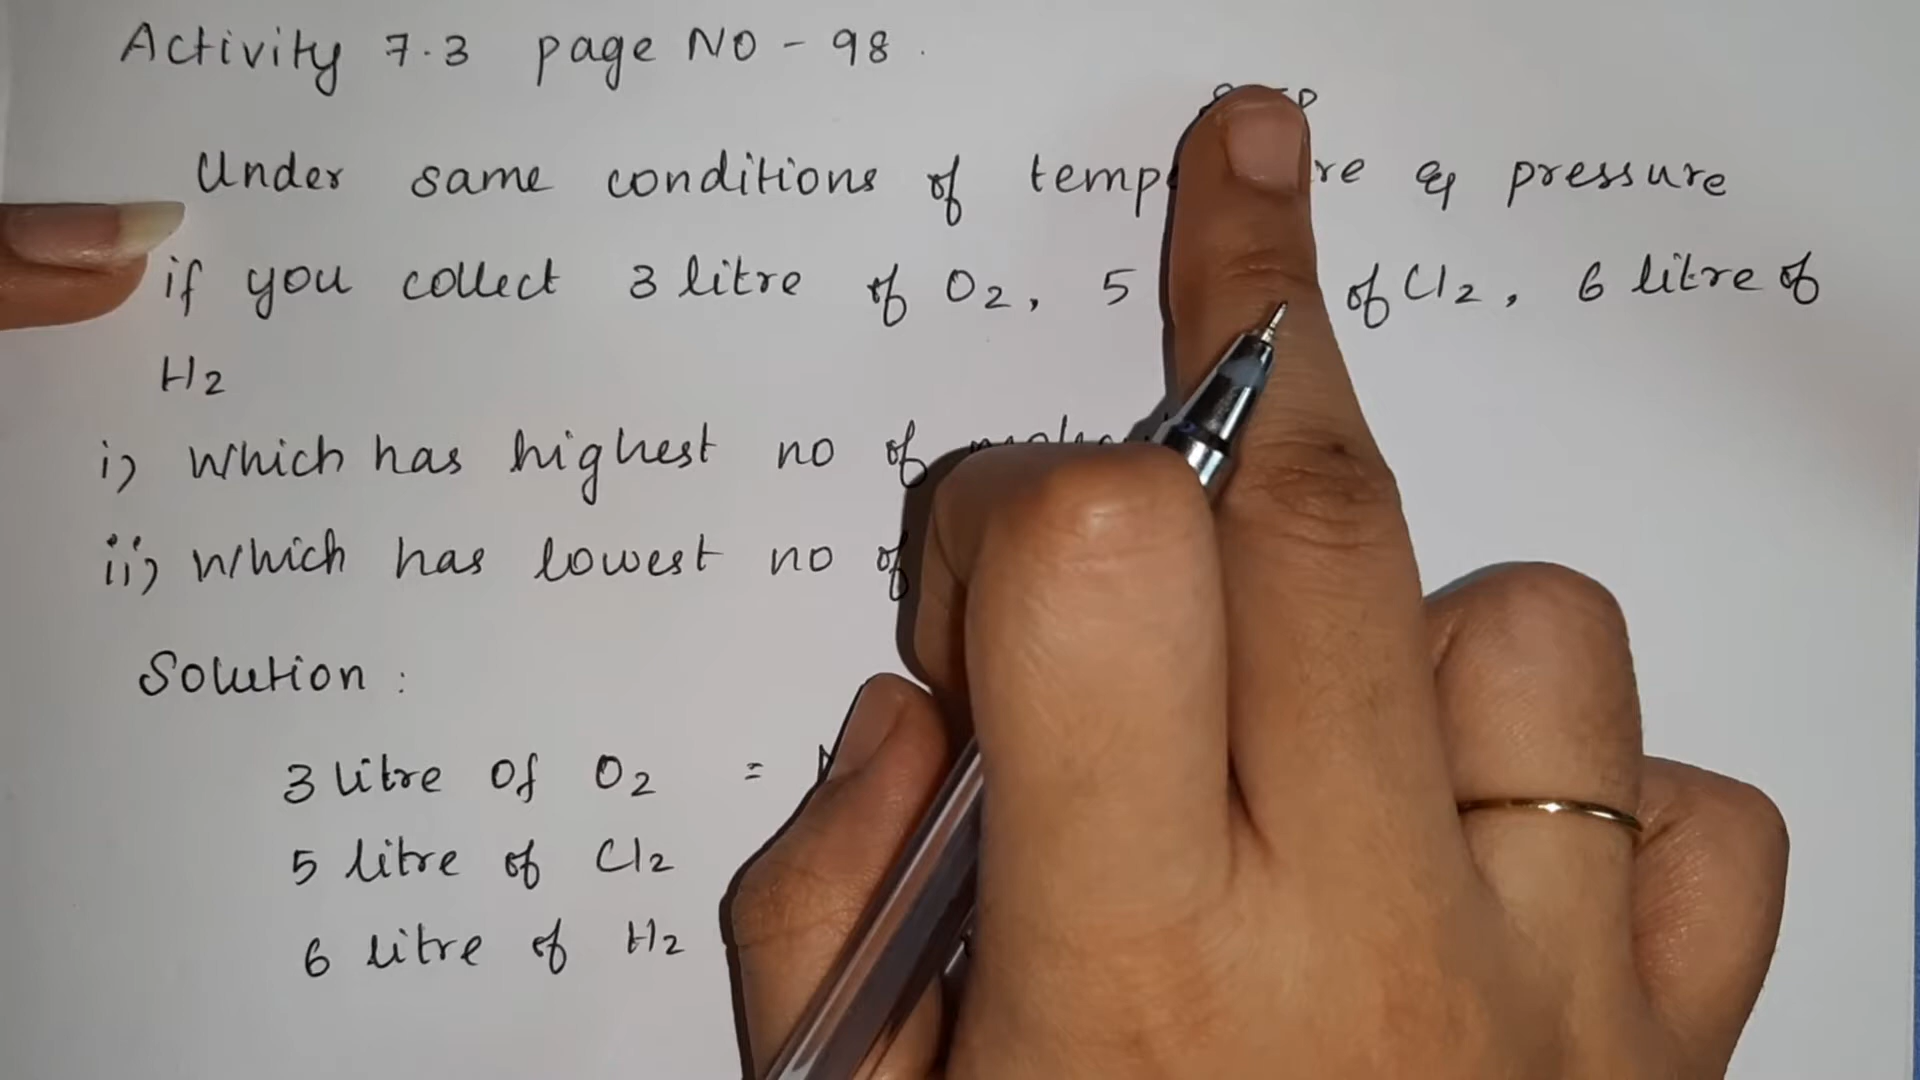 Activity 7.3 page NO - 98.
Under same conditions of & pressure
if you collect 3 litre of O2, 5 of Cl2, 6 litre of
H2
i) which has highest no of
ii) which has lowest no of
Solution :
3 litre of O2 =
5 litre of Cl2
6 litre of H2